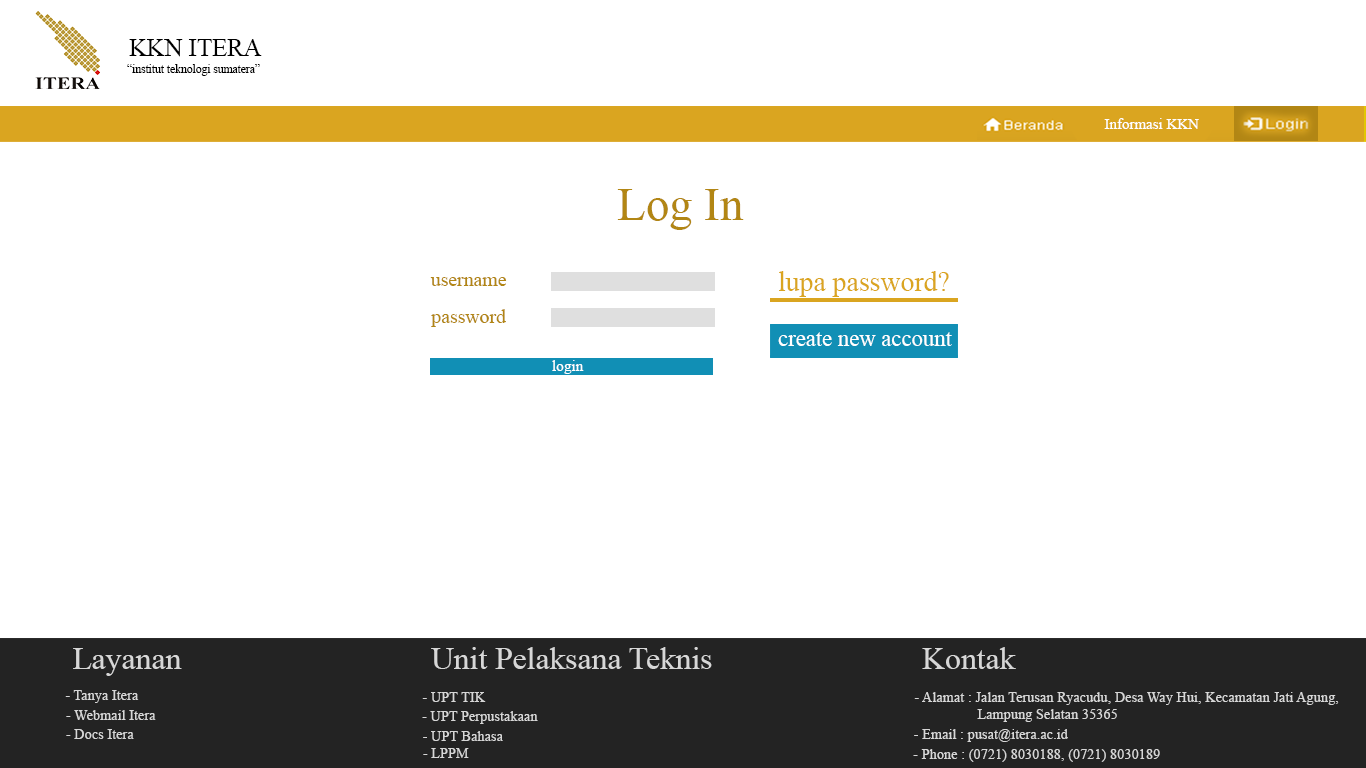 ITERA
KKN ITERA
“institut teknologi sumatera”
Beranda
Informasi KKN
Login
Log In
username
password
login
lupa password?
create new account
Layanan
- Tanya Itera
- Webmail Itera
- Docs Itera
Unit Pelaksana Teknis
- UPT TIK
- UPT Perpustakaan
- UPT Bahasa
- LPPM
Kontak
- Alamat : Jalan Terusan Ryacudu, Desa Way Hui, Kecamatan Jati Agung,
Lampung Selatan 35365
- Email : pusat@itera.ac.id
- Phone : (0721) 8030188, (0721) 8030189